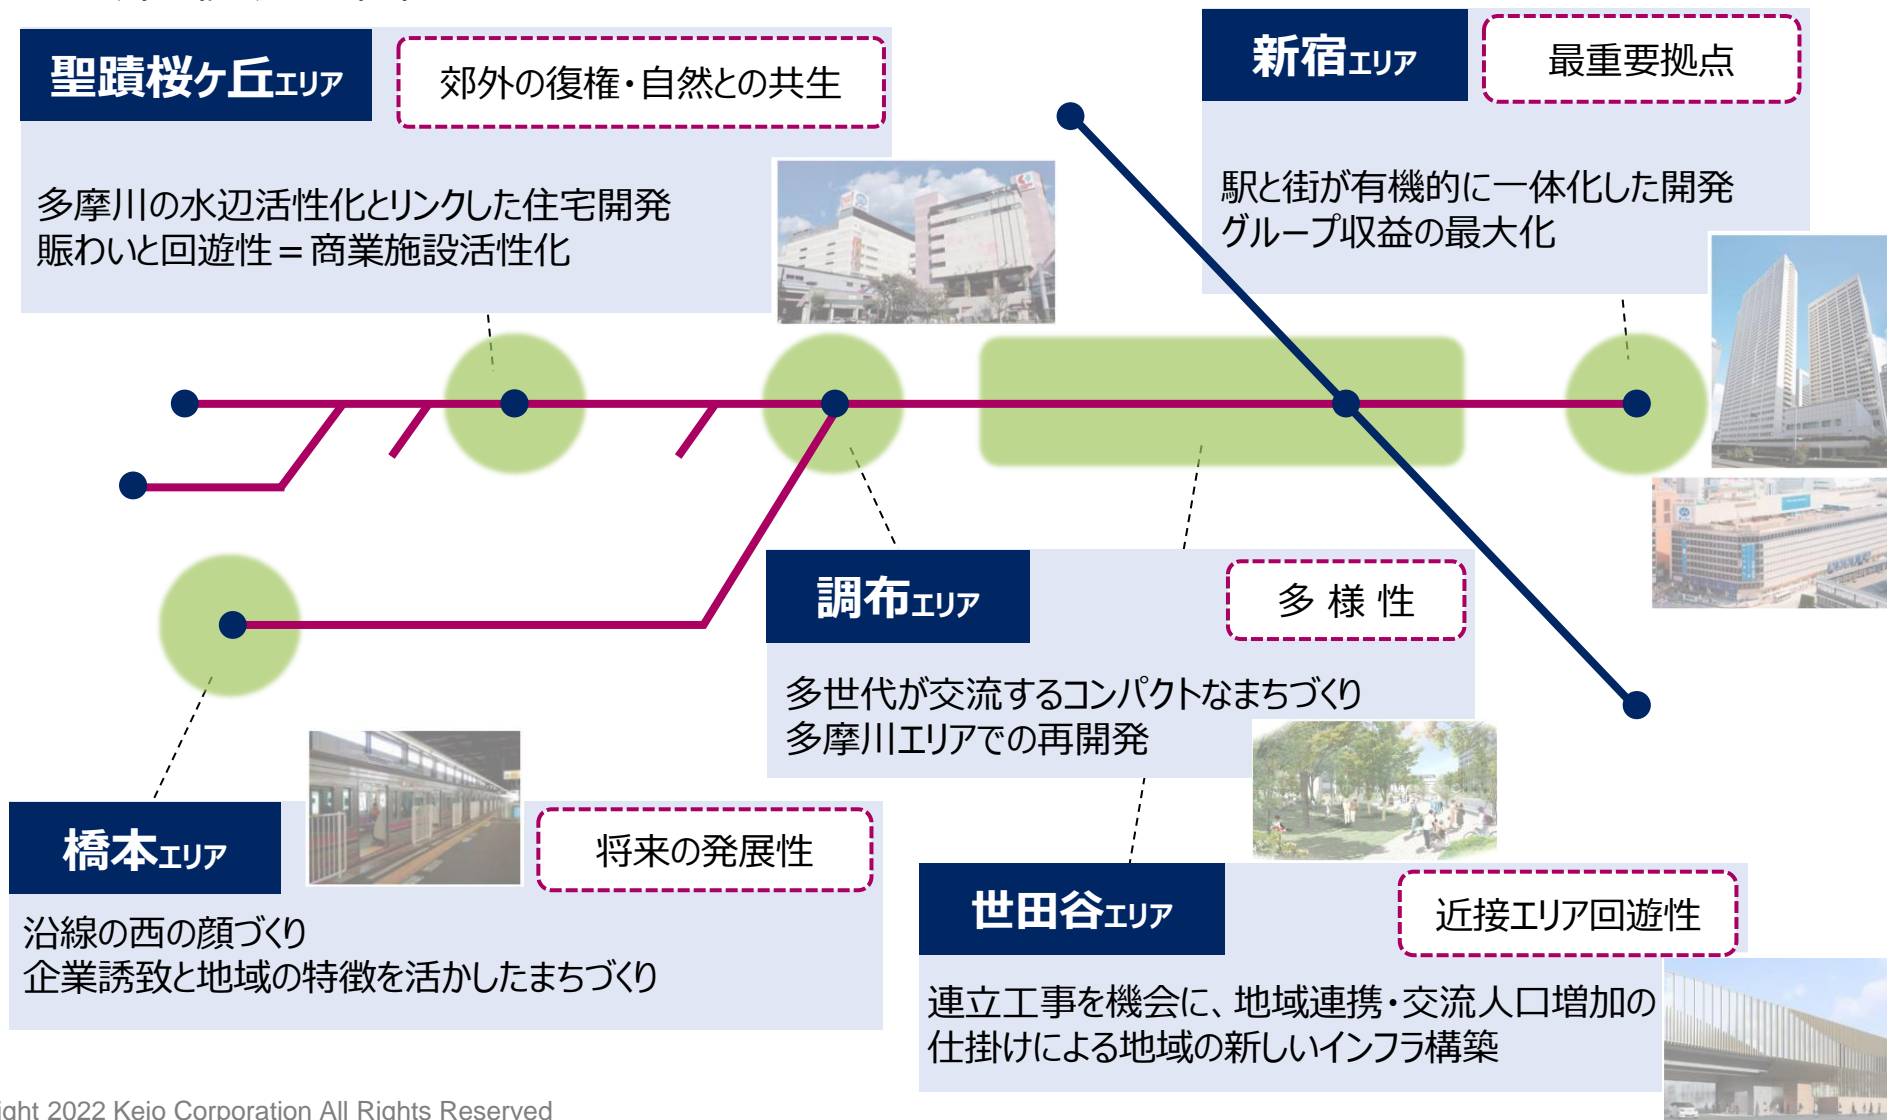 聖蹟桜ヶ丘エリア
郊外の復権・自然との共生
多摩川の水辺活性化とリンクした住宅開発
賑わいと回遊性＝商業施設活性化
新宿エリア
最重要拠点
駅と街が有機的に一体化した開発
グループ収益の最大化
調布エリア
多 様 性
多世代が交流するコンパクトなまちづくり
多摩川エリアでの再開発
橋本エリア
将来の発展性
沿線の西の顔づくり
企業誘致と地域の特徴を活かしたまちづくり
世田谷エリア
近接エリア回遊性
連立工事を機会に、地域連携・交流人口増加の
仕掛けによる地域の新しいインフラ構築
ight 2022 Keio Corporation All Rights Reserved